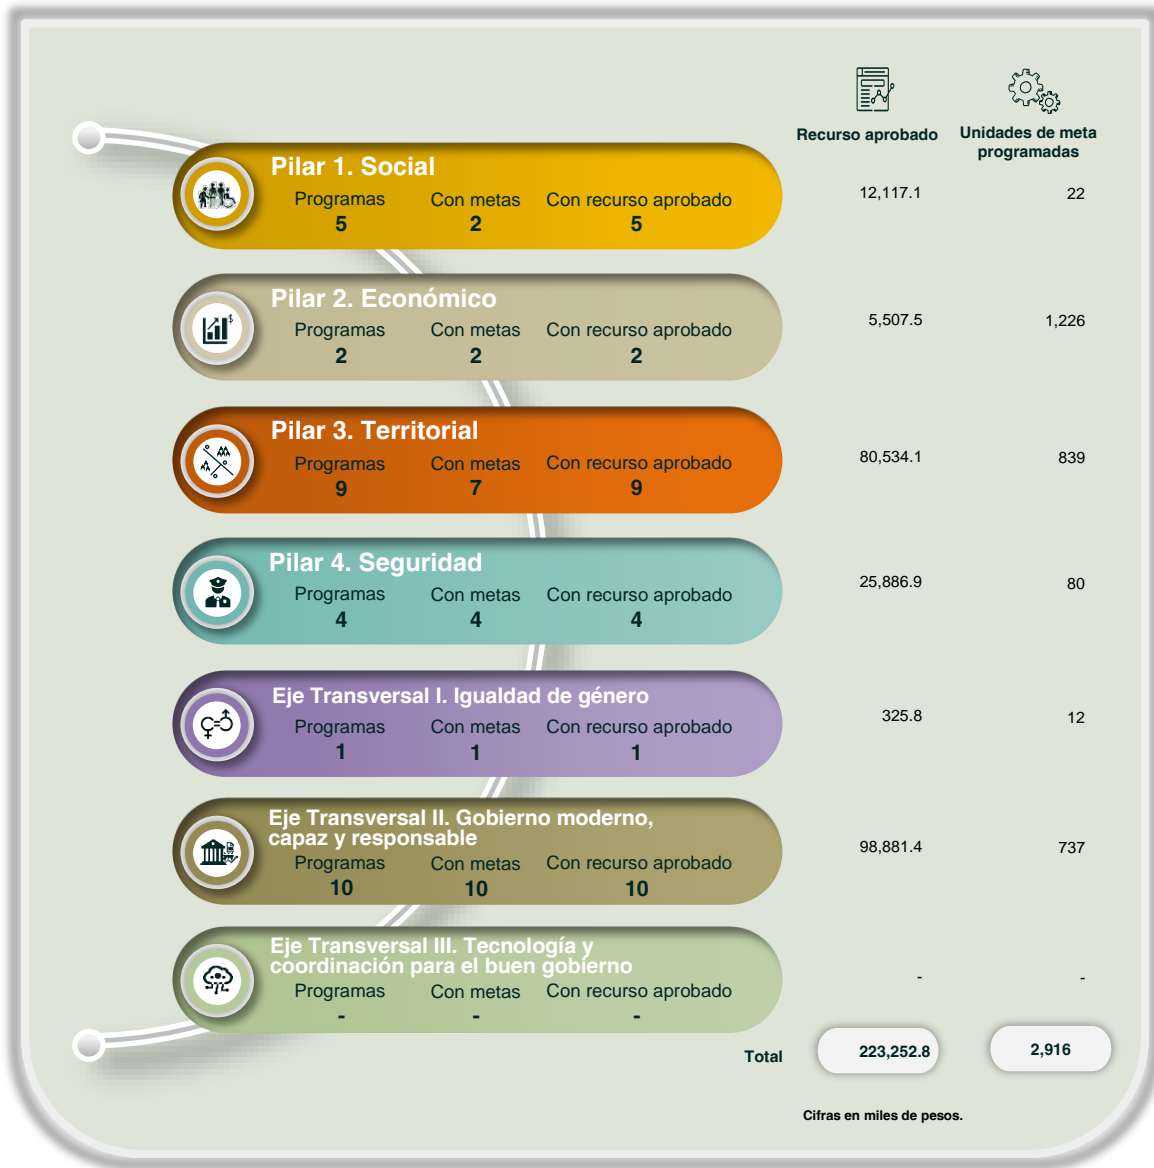 Recurso aprobado
Unidades de meta
programadas
Pilar 1. Social
Programas Con metas Con recurso aprobado
5 2 5
12,117.1 22
Pilar 2. Económico
Programas Con metas Con recurso aprobado
2 2 2
5,507.5 1,226
Pilar 3. Territorial
Programas Con metas Con recurso aprobado
9 7 9
80,534.1 839
Pilar 4. Seguridad
Programas Con metas Con recurso aprobado
4 4 4
25,886.9 80
Eje Transversal I. Igualdad de género
Programas Con metas Con recurso aprobado
1 1 1
325.8 12
Eje Transversal II. Gobierno moderno,
capaz y responsable
Programas Con metas Con recurso aprobado
10 10 10
98,881.4 737
Eje Transversal III. Tecnología y
coordinación para el buen gobierno
Programas Con metas Con recurso aprobado
- - -
- -
Total 223,252.8 2,916
Cifras en miles de pesos.